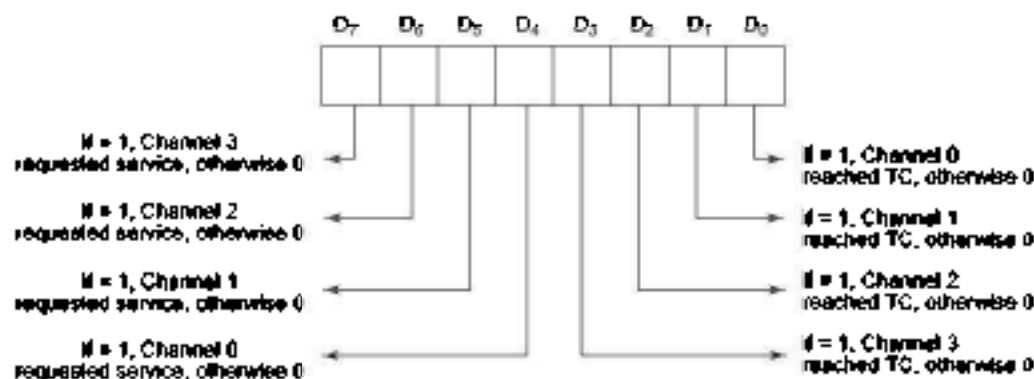 D7 D6 D5 D4 D3 D2 D1 D0
If = 1, Channel 3
requested service, otherwise 0
If = 1, Channel 2
requested service, otherwise 0
If = 1, Channel 1
requested service, otherwise 0
If = 1, Channel 0
requested service, otherwise 0
If = 1, Channel 0
reached TC, otherwise 0
If = 1, Channel 1
reached TC, otherwise 0
If = 1, Channel 2
reached TC, otherwise 0
If = 1, Channel 3
reached TC, otherwise 0